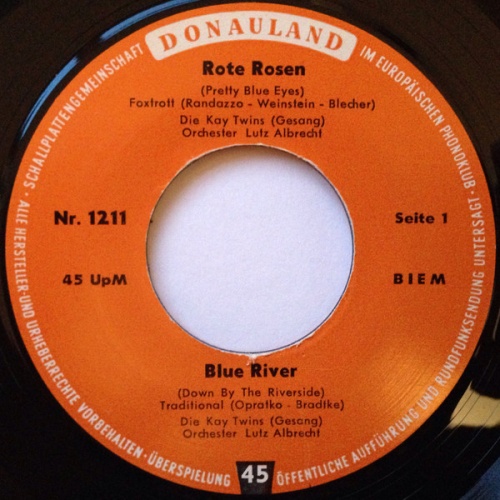 DONAULAND
SCHALLPLATTENGEMEINSCHAFT
IM EUROPÄISCHEN PHONOKLUB
Rote Rosen
(Pretty Blue Eyes)
Foxtrott (Randazzo - Weinstein - Blecher)
Die Kay Twins (Gesang)
Orchester Lutz Albrecht
Nr. 1211
Seite 1
45 UpM
BIEM
Blue River
(Down By The Riverside)
Traditional (Opratko - Bradtke)
Die Kay Twins (Gesang)
Orchester Lutz Albrecht
· ALLE HERSTELLER- UND URHEBERRECHTE VORBEHALTEN · ÜBERSPIELUNG
45
ÖFFENTLICHE AUFFÜHRUNG UND RUNDFUNKSENDUNG UNTERSAGT ·